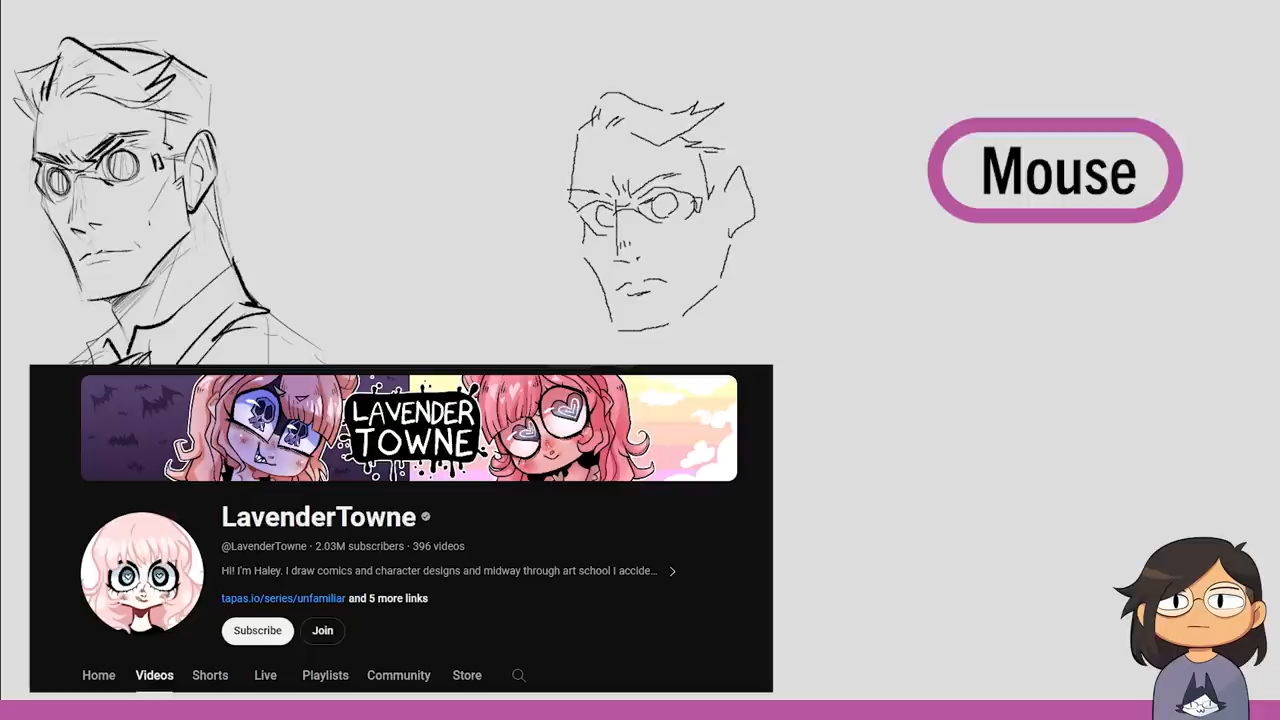 Mouse
LAVENDER
TOWNE
LavenderTowne
@LavenderTowne · 2.03M subscribers · 396 videos
Hi! I'm Haley. I draw comics and character designs and midway through art school I accide...
tapas.io/series/unfamiliar and 5 more links
Subscribe Join
Home Videos Shorts Live Playlists Community Store